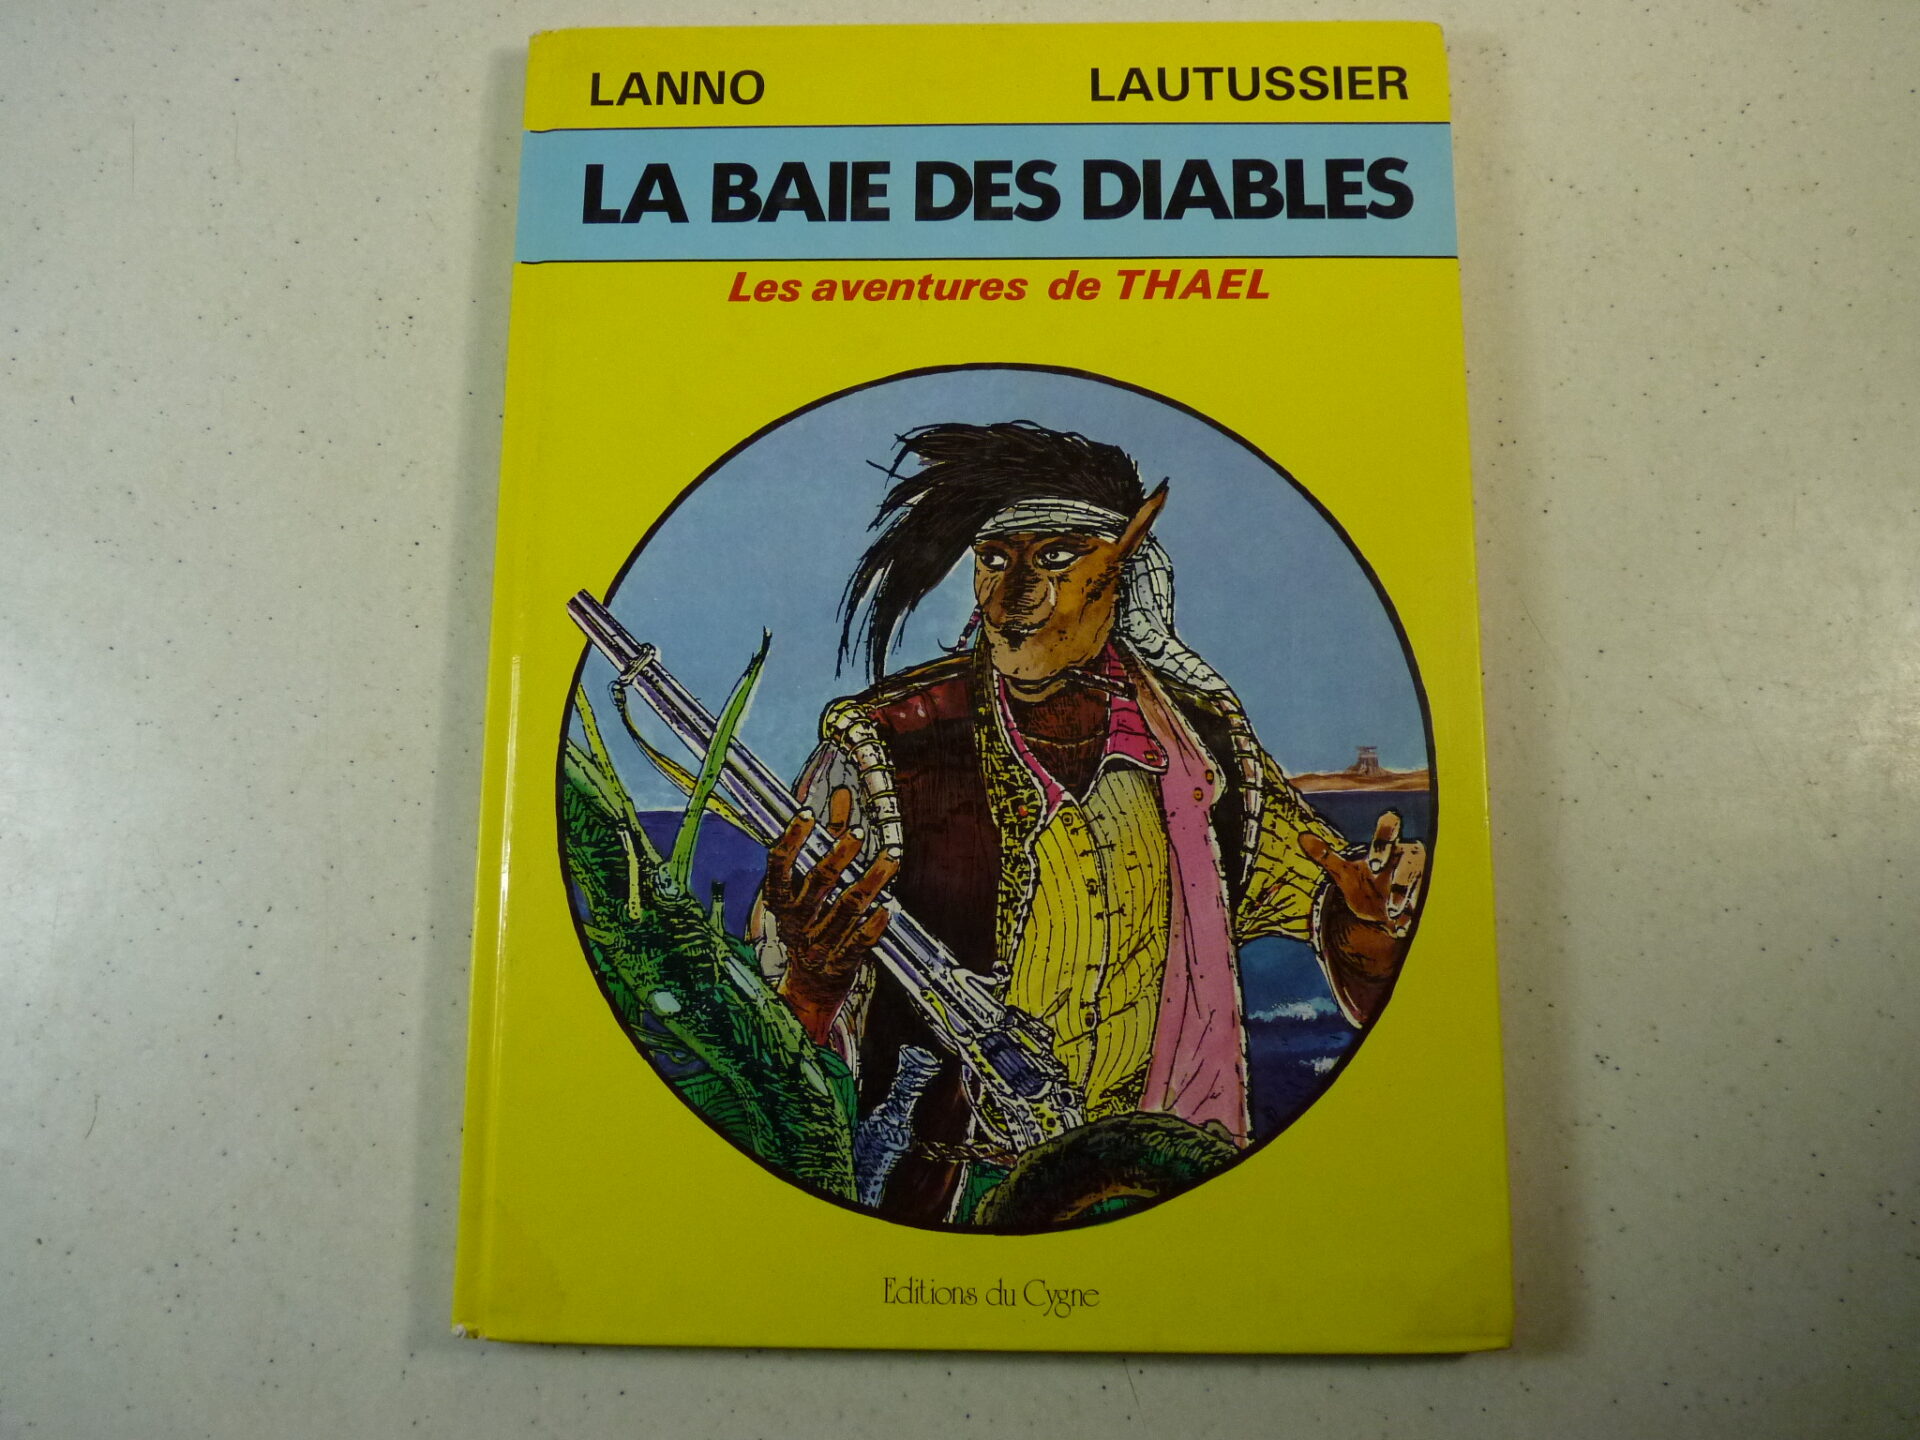 LANNO LAUTUSSIER
LA BAIE DES DIABLES
Les aventures de THAEL
Editions du Cygne